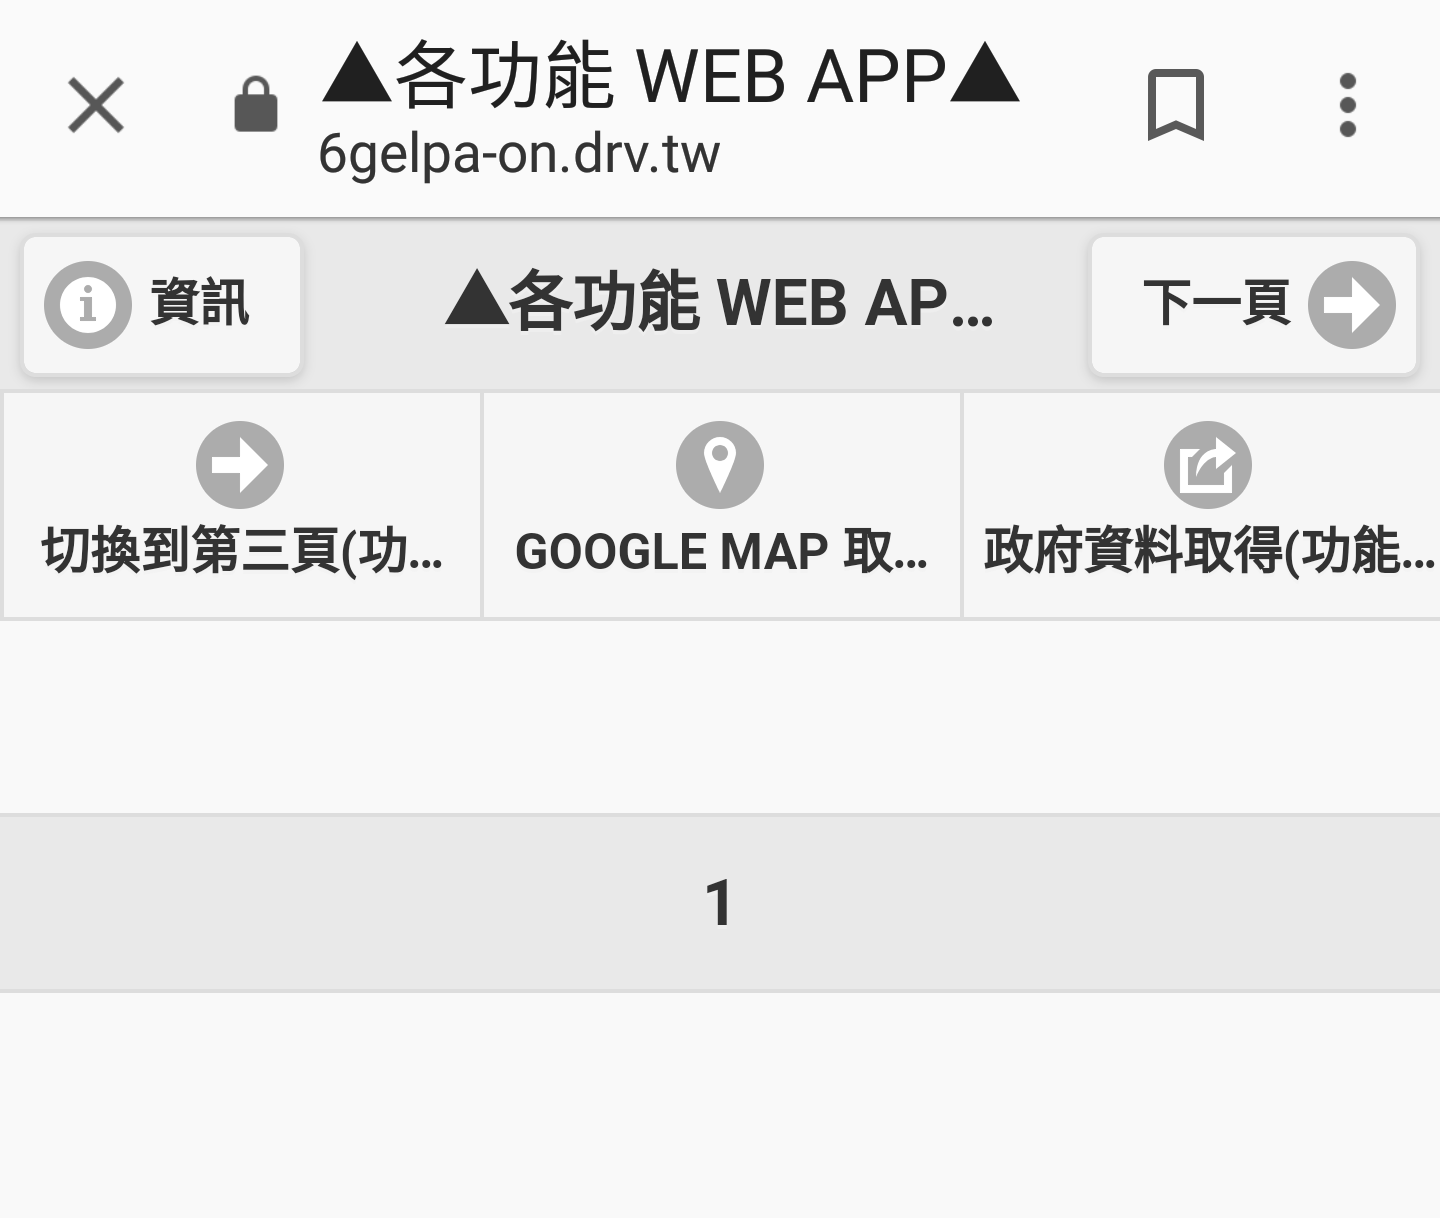 ▲各功能 WEB APP▲
6gelpa-on.drv.tw
資訊
▲各功能 WEB AP...
下一頁
切換到第三頁(功...
GOOGLE MAP 取...
政府資料取得(功能...
1